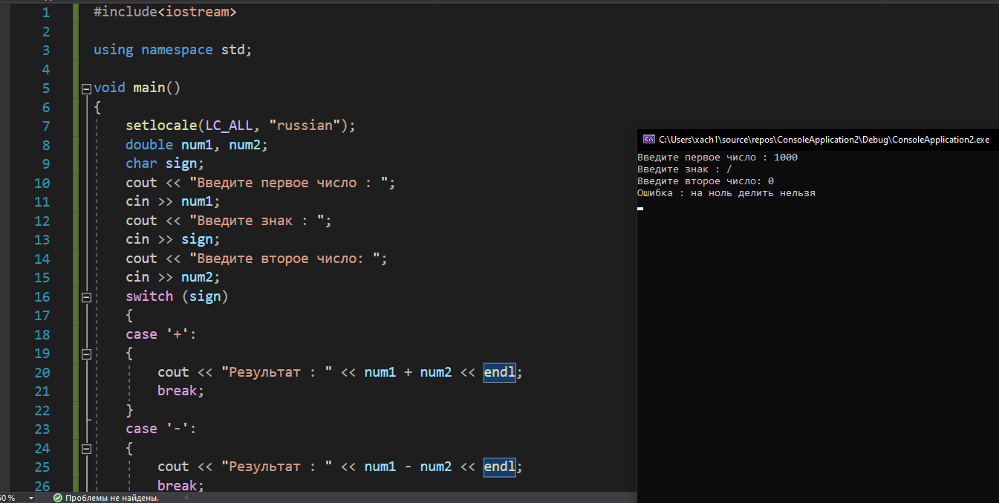 1 #include<iostream>
2
3 using namespace std;
4
5 void main()
6 {
7 setlocale(LC_ALL, "russian");
8 double num1, num2;
9 char sign;
10 cout << "Введите первое число : ";
11 cin >> num1;
12 cout << "Введите знак : ";
13 cin >> sign;
14 cout << "Введите второе число: ";
15 cin >> num2;
16 switch (sign)
17 {
18 case '+':
19 {
20 cout << "Результат : " << num1 + num2 << endl;
21 break;
22 }
23 case '-':
24 {
25 cout << "Результат : " << num1 - num2 << endl;
26 break;
Проблемы не найдены.
C:\Users\xach1\source\repos\ConsoleApplication2\Debug\ConsoleApplication2.exe
Введите первое число : 1000
Введите знак : /
Введите второе число: 0
Ошибка : на ноль делить нельзя